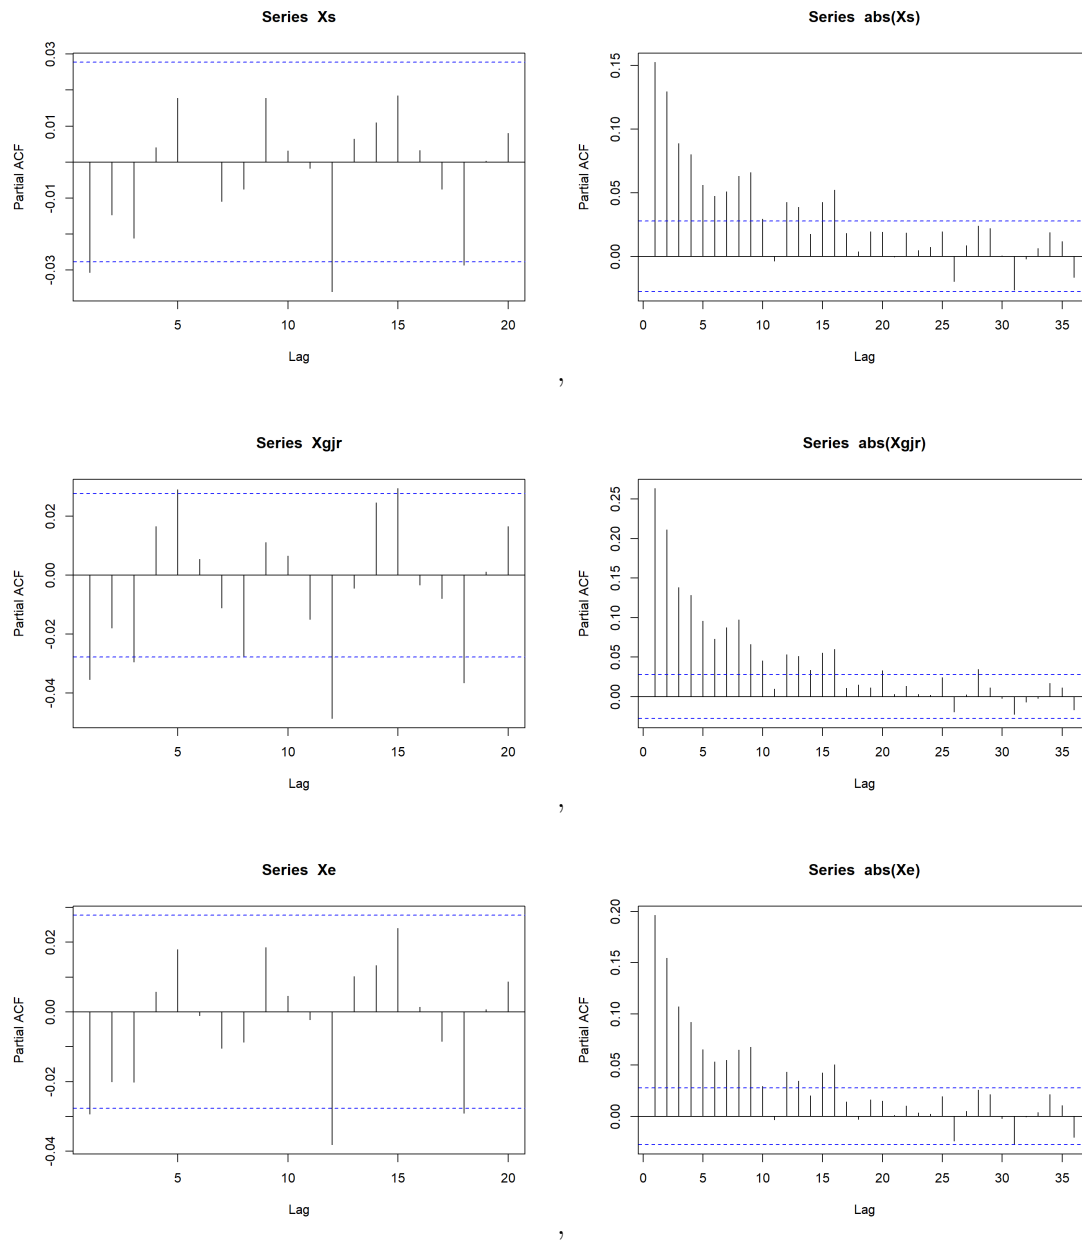 Series Xs
Partial ACF
0.03
0.01
-0.01
-0.03
5 10 15 20
Lag
Series abs(Xs)
Partial ACF
0.15
0.10
0.05
0.00
0 5 10 15 20 25 30 35
Lag
,
Series Xgjr
Partial ACF
0.02
0.00
-0.02
-0.04
5 10 15 20
Lag
Series abs(Xgjr)
Partial ACF
0.25
0.20
0.15
0.10
0.05
0.00
0 5 10 15 20 25 30 35
Lag
,
Series Xe
Partial ACF
0.02
0.00
-0.02
-0.04
5 10 15 20
Lag
Series abs(Xe)
Partial ACF
0.20
0.15
0.10
0.05
0.00
0 5 10 15 20 25 30 35
Lag
,